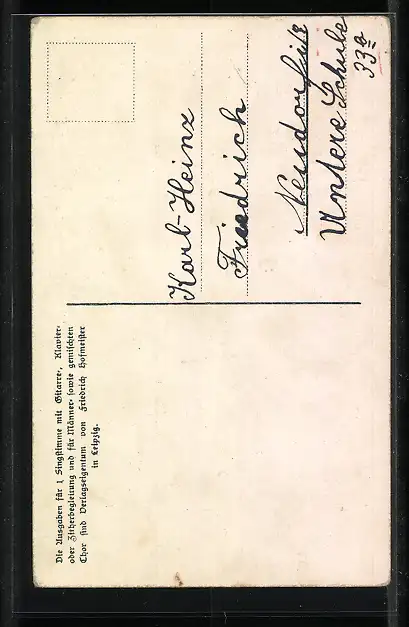 Die Ausgaben für 1 Singstimme mit Gitarre-, Klavier-
oder Zitherbegleitung und für Männer- sowie gemischten
Chor sind Verlagseigentum von Friedrich Hofmeister
in Leipzig.
Karl-Heinz
Friedrich
Untere Schule
33a